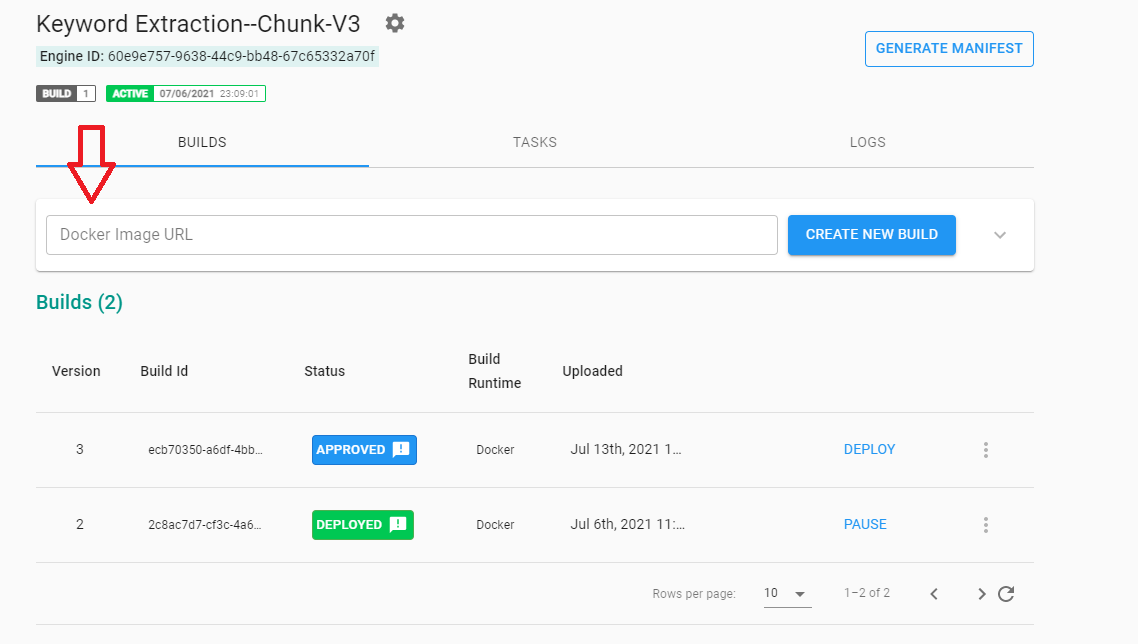 Keyword Extraction--Chunk-V3
Engine ID: 60e9e757-9638-44c9-bb48-67c65332a70f
GENERATE MANIFEST
BUILD 1 ACTIVE 07/06/2021 23:09:01
BUILDS TASKS LOGS
Docker Image URL CREATE NEW BUILD
Builds (2)
Version Build Id Status Build Runtime Uploaded
3 ecb70350-a6df-4bb... APPROVED Docker Jul 13th, 2021 1... DEPLOY
2 2c8ac7d7-cf3c-4a6... DEPLOYED Docker Jul 6th, 2021 11:... PAUSE
Rows per page: 10 1–2 of 2